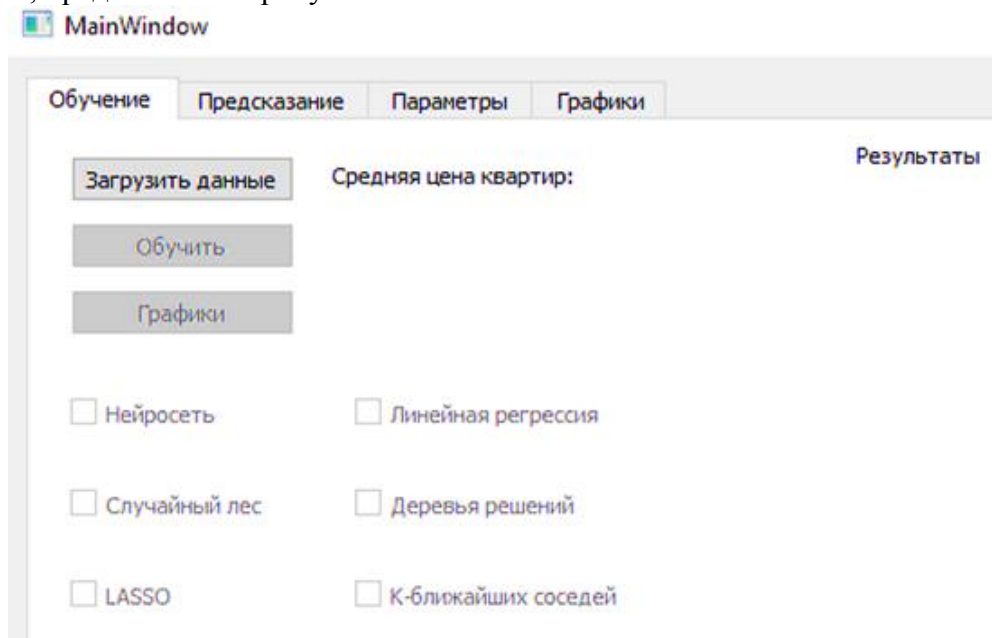 MainWindow
Обучение Предсказание Параметры Графики
Загрузить данные Средняя цена квартир: Результаты
Обучить
Графики
Нейросеть Линейная регрессия
Случайный лес Деревья решений
LASSO К-ближайших соседей